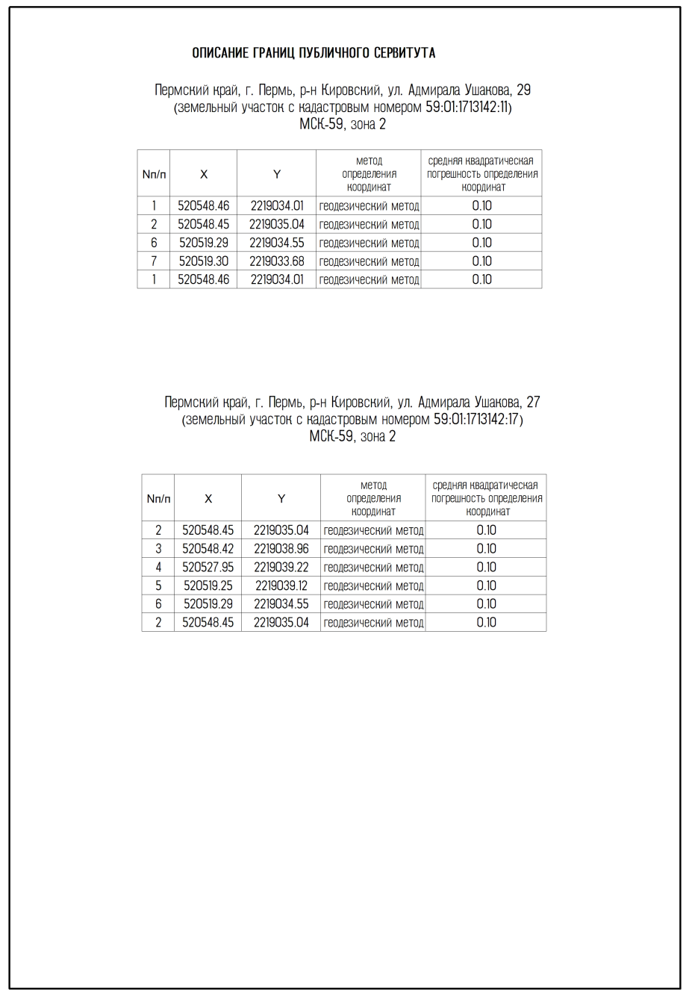 ОПИСАНИЕ ГРАНИЦ ПУБЛИЧНОГО СЕРВИТУТА
Пермский край, г. Пермь, р-н Кировский, ул. Адмирала Ушакова, 29
(земельный участок с кадастровым номером 59:01:1713142:11)
МСК-59, зона 2
Nп/п X Y метод определения координат средняя квадратическая погрешность определения координат
1 520548.46 2219034.01 геодезический метод 0.10
2 520548.45 2219035.04 геодезический метод 0.10
6 520519.29 2219034.55 геодезический метод 0.10
7 520519.30 2219033.68 геодезический метод 0.10
1 520548.46 2219034.01 геодезический метод 0.10
Пермский край, г. Пермь, р-н Кировский, ул. Адмирала Ушакова, 27
(земельный участок с кадастровым номером 59:01:1713142:17)
МСК-59, зона 2
Nп/п X Y метод определения координат средняя квадратическая погрешность определения координат
2 520548.45 2219035.04 геодезический метод 0.10
3 520548.42 2219038.96 геодезический метод 0.10
4 520527.95 2219039.22 геодезический метод 0.10
5 520519.25 2219039.12 геодезический метод 0.10
6 520519.29 2219034.55 геодезический метод 0.10
2 520548.45 2219035.04 геодезический метод 0.10